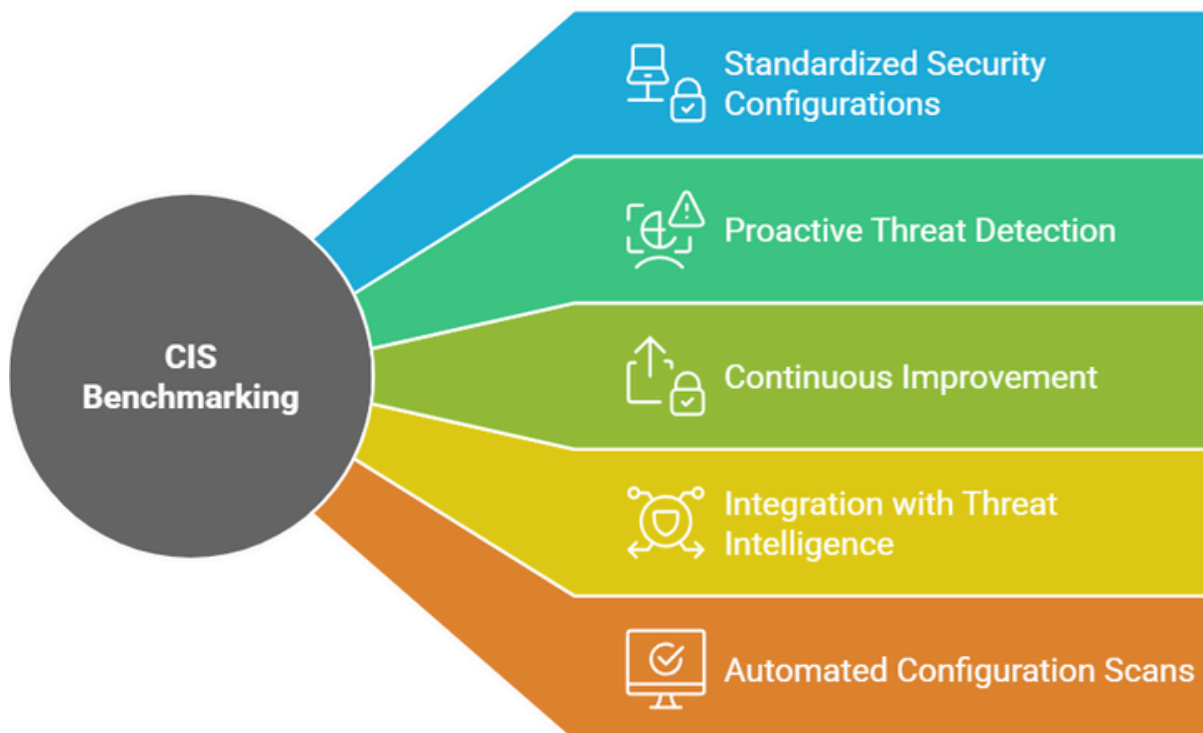 CIS
Benchmarking
Standardized Security
Configurations
Proactive Threat Detection
Continuous Improvement
Integration with Threat
Intelligence
Automated Configuration Scans